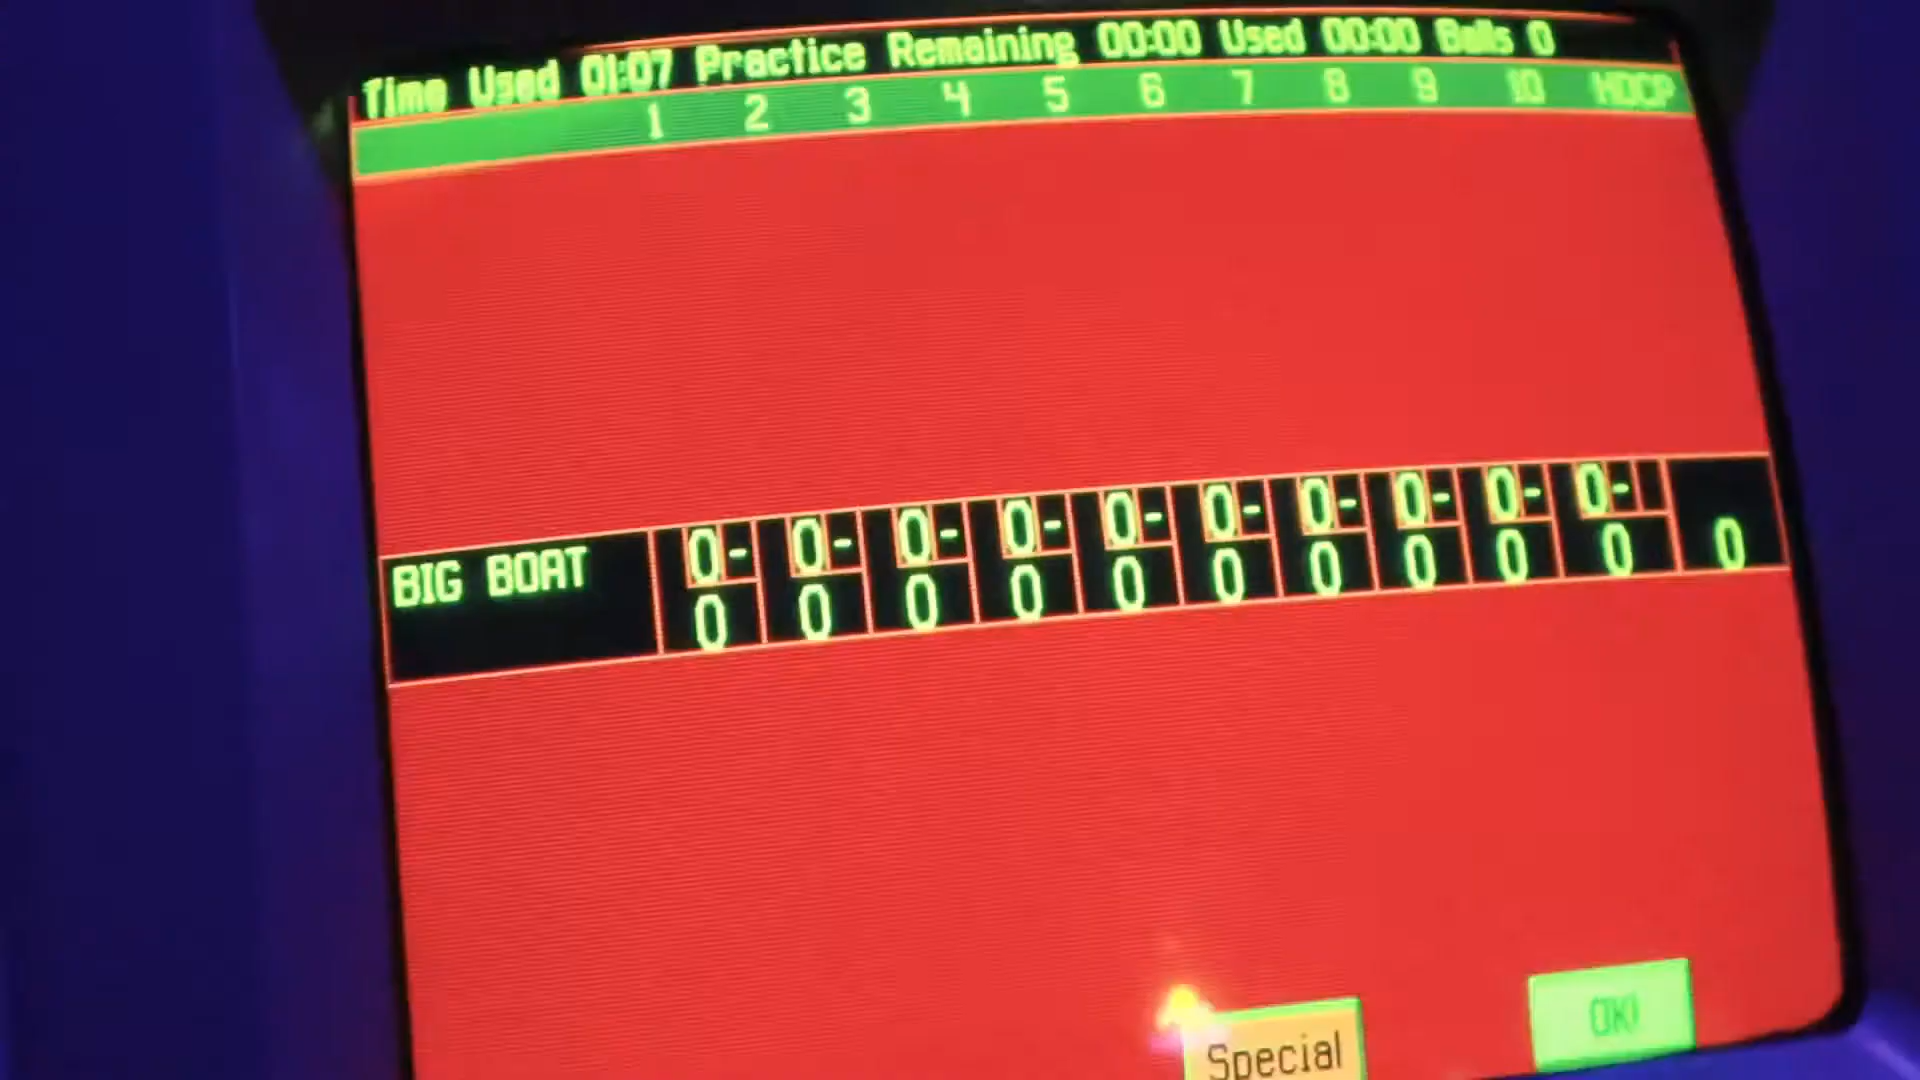 Time Used 01:07 Practice Remaining 00:00 Used 00:00 Balls 0
1 2 3 4 5 6 7 8 9 10 HDCP
0- 0- 0- 0- 0- 0- 0- 0- 0- 0-
BIG BOAT
0 0 0 0 0 0 0 0 0 0 0
Special
OK!